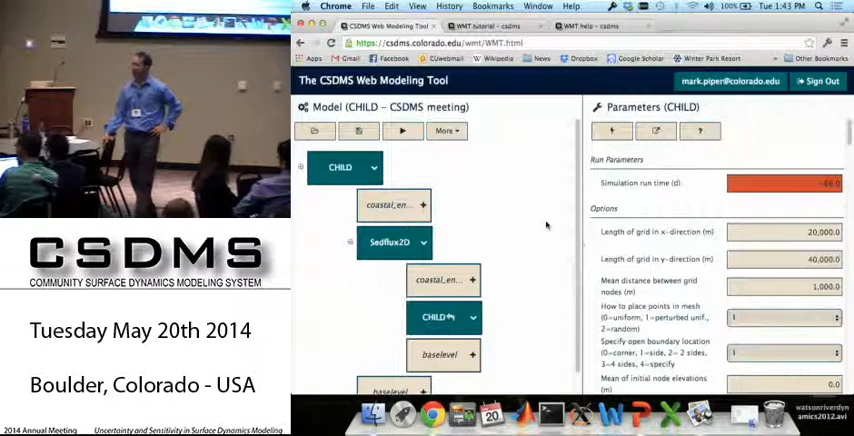 Chrome File Edit View History Bookmarks Window Help 100% Tue 1:43 PM
CSDMS Web Modeling Tool
WMT tutorial - csdms
WMT help - csdms
https://csdms.colorado.edu/wmt/WMT.html
Apps Gmail Facebook CUwebmail Wikipedia News Dropbox Google Scholar Winter Park Resort Other Bookmarks
The CSDMS Web Modeling Tool
mark.piper@colorado.edu
Sign Out
Model (CHILD - CSDMS meeting)
More
CHILD
coastal_en... +
Sedflux2D
coastal_en... +
CHILD
baselevel +
baselevel +
Parameters (CHILD)
?
Run Parameters
Simulation run time (d)
Options
Length of grid in x-direction (m) 20,000.0
Length of grid in y-direction (m) 40,000.0
Mean distance between grid nodes (m) 1,000.0
How to place points in mesh
(0=uniform, 1=perturbed unif.,
2=random)
1
Specify open boundary location
(0=corner, 1=side, 2= 2 sides,
3=4 sides, 4=specify
1
Mean of initial node elevations
(m)
0.0
watsonriverdyn
amics2012.avi
CSDMS
COMMUNITY SURFACE DYNAMICS MODELING SYSTEM
Tuesday May 20th 2014
Boulder, Colorado - USA
2014 Annual Meeting Uncertainty and Sensitivity in Surface Dynamics Modeling